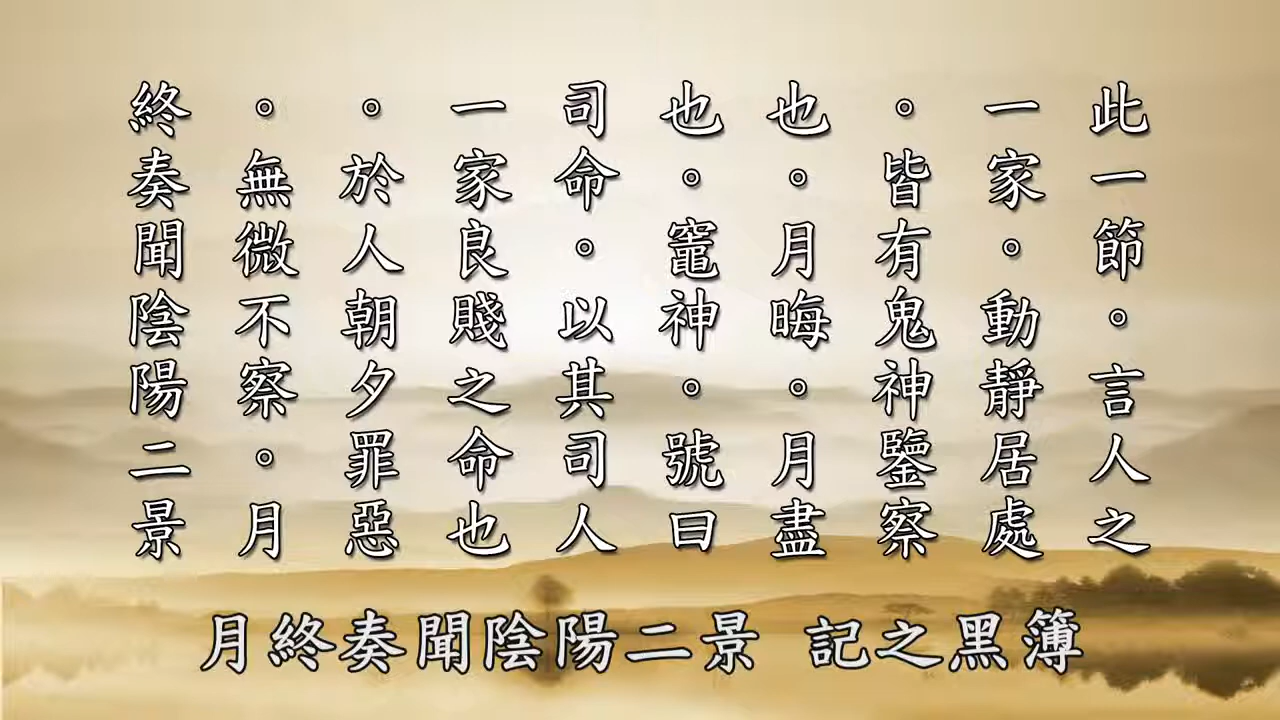 此一節。言人之
一家。動靜居處
。皆有鬼神鑒察
也。月晦。月盡
也。竈神。號曰
司命。以其司人
一家良賤之命也
。於人朝夕罪惡
。無微不察。月
終奏聞陰陽二景
月終奏聞陰陽二景 記之黑簿